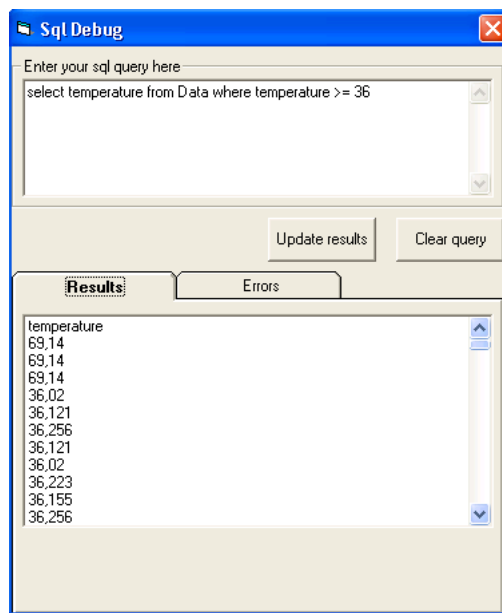 Sql Debug
Enter your sql query here
select temperature from Data where temperature >= 36
Update results
Clear query
Results
Errors
temperature
69,14
69,14
69,14
36,02
36,121
36,256
36,121
36,02
36,223
36,155
36,256